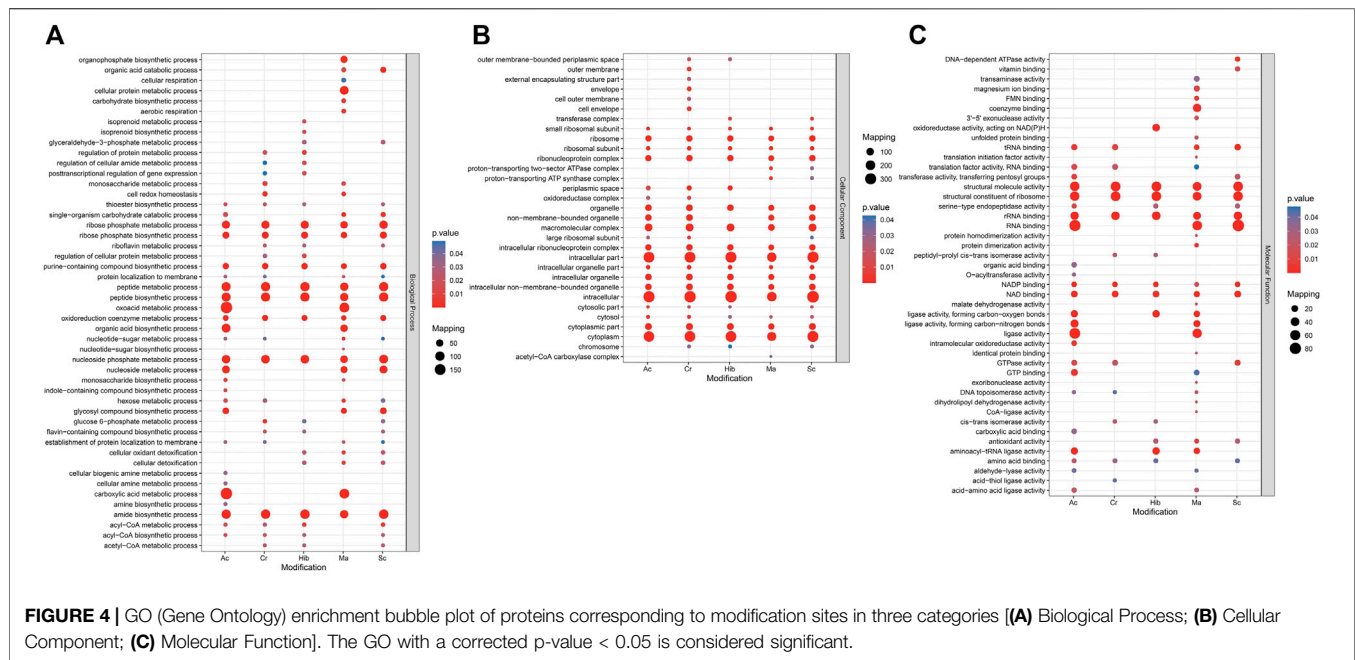 A
organophosphate biosynthetic process
organic acid catabolic process
cellular respiration
cellular protein metabolic process
carbohydrate biosynthetic process
aerobic respiration
isoprenoid metabolic process
isoprenoid biosynthetic process
glyceraldehyde−3−phosphate metabolic process
regulation of protein metabolic process
regulation of cellular amide metabolic process
posttranscriptional regulation of gene expression
monosaccharide metabolic process
cell redox homeostasis
thioester biosynthetic process
single−organism carbohydrate catabolic process
ribose phosphate metabolic process
ribose phosphate biosynthetic process
riboflavin metabolic process
regulation of cellular protein metabolic process
purine−containing compound biosynthetic process
protein localization to membrane
peptide metabolic process
peptide biosynthetic process
oxoacid metabolic process
oxidoreduction coenzyme metabolic process
organic acid biosynthetic process
nucleotide−sugar metabolic process
nucleotide−sugar biosynthetic process
nucleoside phosphate metabolic process
nucleoside metabolic process
monosaccharide biosynthetic process
indole−containing compound biosynthetic process
hexose metabolic process
glycosyl compound biosynthetic process
glucose 6−phosphate metabolic process
flavin−containing compound biosynthetic process
establishment of protein localization to membrane
cellular oxidant detoxification
cellular detoxification
cellular biogenic amine metabolic process
cellular amine metabolic process
carboxylic acid metabolic process
amine biosynthetic process
amide biosynthetic process
acyl−CoA metabolic process
acyl−CoA biosynthetic process
acetyl−CoA metabolic process
Ac Cr Hib Ma Sc
Modification
Biological Process
p.value
0.04
0.03
0.02
0.01
Mapping
50
100
150
B
outer membrane−bounded periplasmic space
outer membrane
external encapsulating structure part
envelope
cell outer membrane
cell envelope
transferase complex
small ribosomal subunit
ribosome
ribosomal subunit
ribonucleoprotein complex
proton−transporting two−sector ATPase complex
proton−transporting ATP synthase complex
periplasmic space
oxidoreductase complex
organelle
non−membrane−bounded organelle
macromolecular complex
large ribosomal subunit
intracellular ribonucleoprotein complex
intracellular part
intracellular organelle part
intracellular organelle
intracellular non−membrane−bounded organelle
intracellular
cytosolic part
cytosol
cytoplasmic part
cytoplasm
chromosome
acetyl−CoA carboxylase complex
Ac Cr Hib Ma Sc
Modification
Cellular Component
Mapping
100
200
300
p.value
0.04
0.03
0.02
0.01
C
DNA−dependent ATPase activity
vitamin binding
transaminase activity
magnesium ion binding
FMN binding
coenzyme binding
3'−5' exonuclease activity
oxidoreductase activity, acting on NAD(P)H
unfolded protein binding
tRNA binding
translation initiation factor activity
translation factor activity, RNA binding
transferase activity, transferring pentosyl groups
structural molecule activity
structural constituent of ribosome
serine−type endopeptidase activity
rRNA binding
RNA binding
protein homodimerization activity
protein dimerization activity
peptidyl−prolyl cis−trans isomerase activity
organic acid binding
O−acyltransferase activity
NADP binding
NAD binding
malate dehydrogenase activity
ligase activity, forming carbon−oxygen bonds
ligase activity, forming carbon−nitrogen bonds
ligase activity
intramolecular oxidoreductase activity
identical protein binding
GTPase activity
GTP binding
exoribonuclease activity
DNA topoisomerase activity
dihydrolipoyl dehydrogenase activity
CoA−ligase activity
cis−trans isomerase activity
carboxylic acid binding
antioxidant activity
aminoacyl−tRNA ligase activity
amino acid binding
aldehyde−lyase activity
acid−thiol ligase activity
acid−amino acid ligase activity
Ac Cr Hib Ma Sc
Modification
Molecular Function
p.value
0.04
0.03
0.02
0.01
Mapping
20
40
60
80
FIGURE 4 | GO (Gene Ontology) enrichment bubble plot of proteins corresponding to modification sites in three categories [(A) Biological Process; (B) Cellular
Component; (C) Molecular Function]. The GO with a corrected p-value < 0.05 is considered significant.